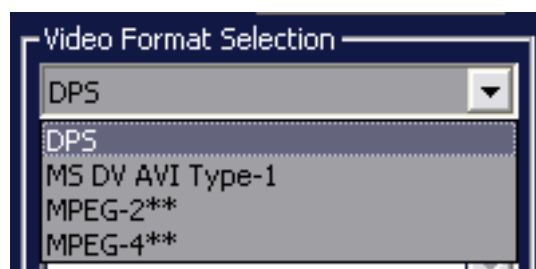 Video Format Selection
DPS
DPS
MS DV AVI Type-1
MPEG-2**
MPEG-4**